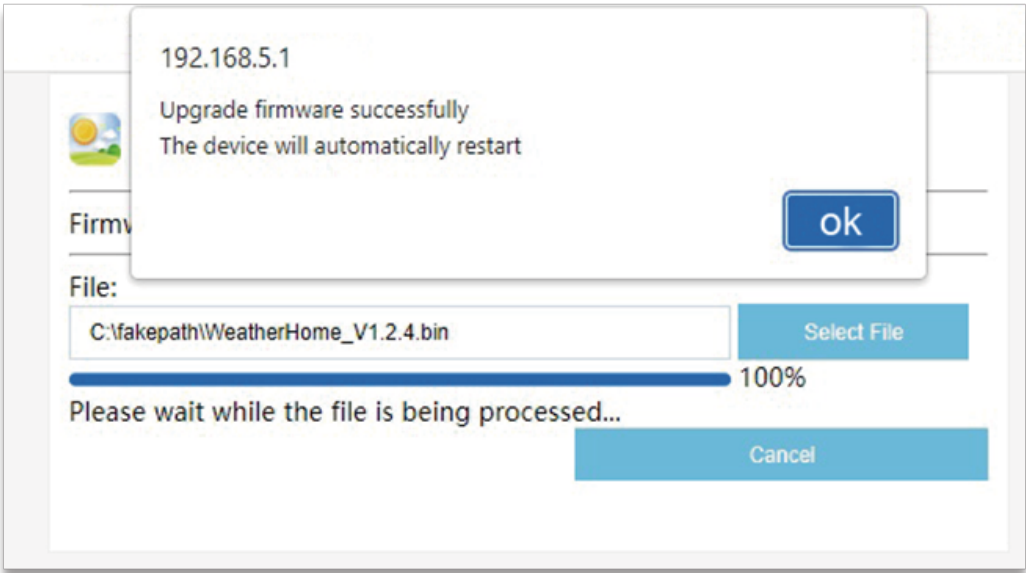 192.168.5.1
Upgrade firmware successfully
The device will automatically restart
ok
Firmw
File:
C:\fakepath\WeatherHome_V1.2.4.bin
Select File
100%
Please wait while the file is being processed...
Cancel